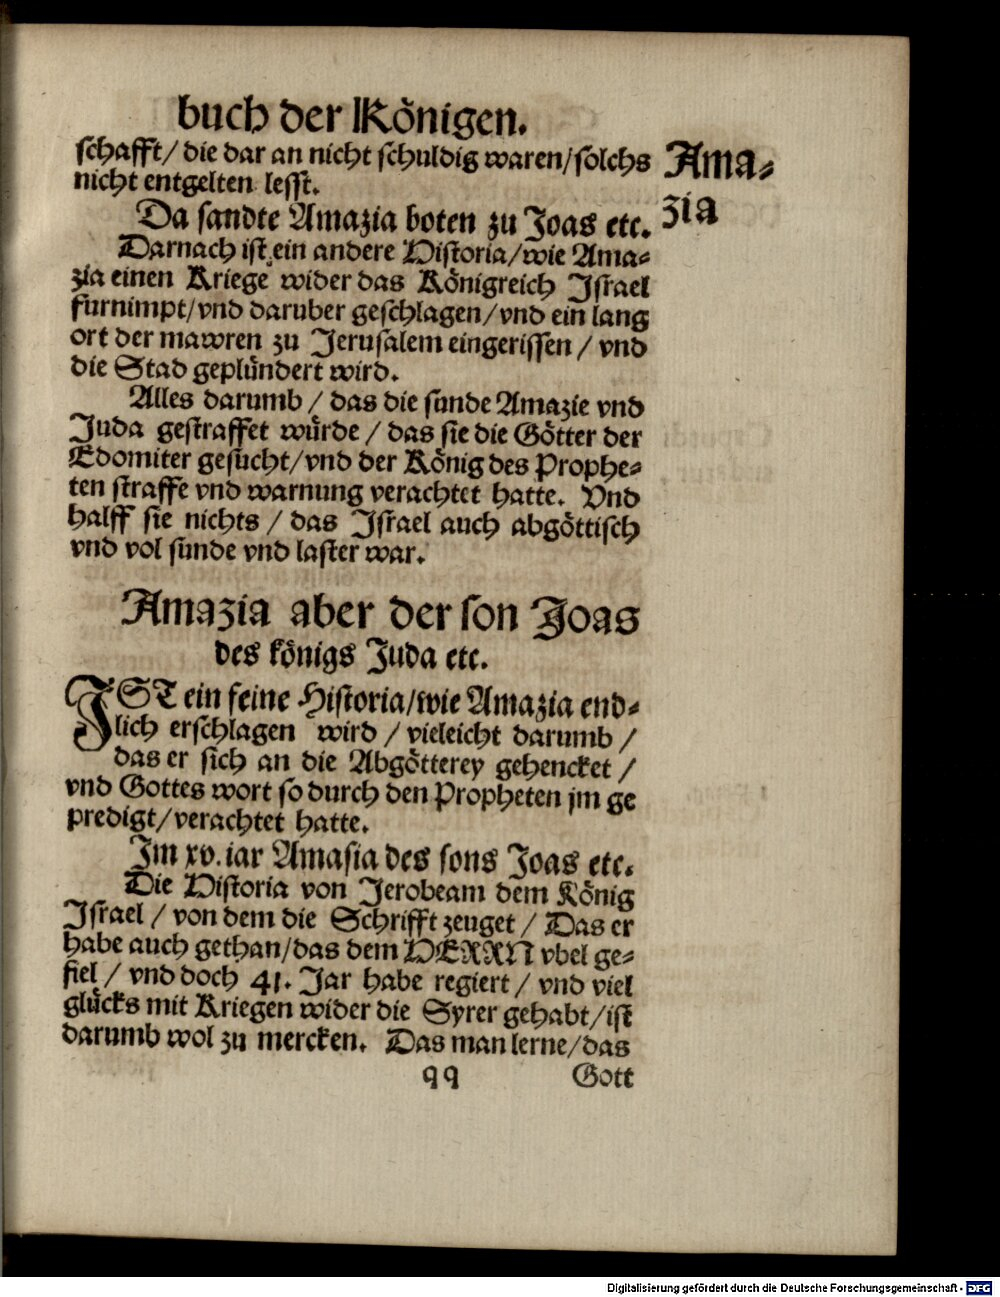 buch der Königen.
schafft/ die dar an nicht schuldig waren/solchs
nicht entgelten lesst.
Ama-
zia
Da sandte Amazia boten zu Joas etc.
Darnach ist ein andere Historia/wie Ama-
zia einen Kriege wider das Königreich Israel
furnimpt/vnd daruber geschlagen/vnd ein lang
ort der mawren zu Jerusalem eingerissen / vnd
die Stad geplündert wird.
Alles darumb / das die sunde Amazie vnd
Juda gestraffet würde / das sie die Götter der
Edomiter gesucht/vnd der König des Prophe-
ten straffe vnd warnung verachtet hatte. Vnd
halff sie nichts / das Israel auch abgöttisch
vnd vol sunde vnd laster war.
Amazia aber der son Joas
des königs Juda etc.
IST ein feine Historia/wie Amazia end-
lich erschlagen wird / vieleicht darumb /
das er sich an die Abgötterey gehencket /
vnd Gottes wort so durch den Propheten jm ge
predigt/verachtet hatte.
Im xv. iar Amasia des sons Joas etc.
Die Historia von Jerobeam dem König
Israel / von dem die Schrifft zeuget / Das er
habe auch gethan/das dem HERRN vbel ge-
fiel / vnd doch 41. Jar habe regiert / vnd viel
glücks mit Kriegen wider die Syrer gehabt/ist
darumb wol zu mercken. Das man lerne/das
qq
Gott
Digitalisierung gefördert durch die Deutsche Forschungsgemeinschaft - DFG